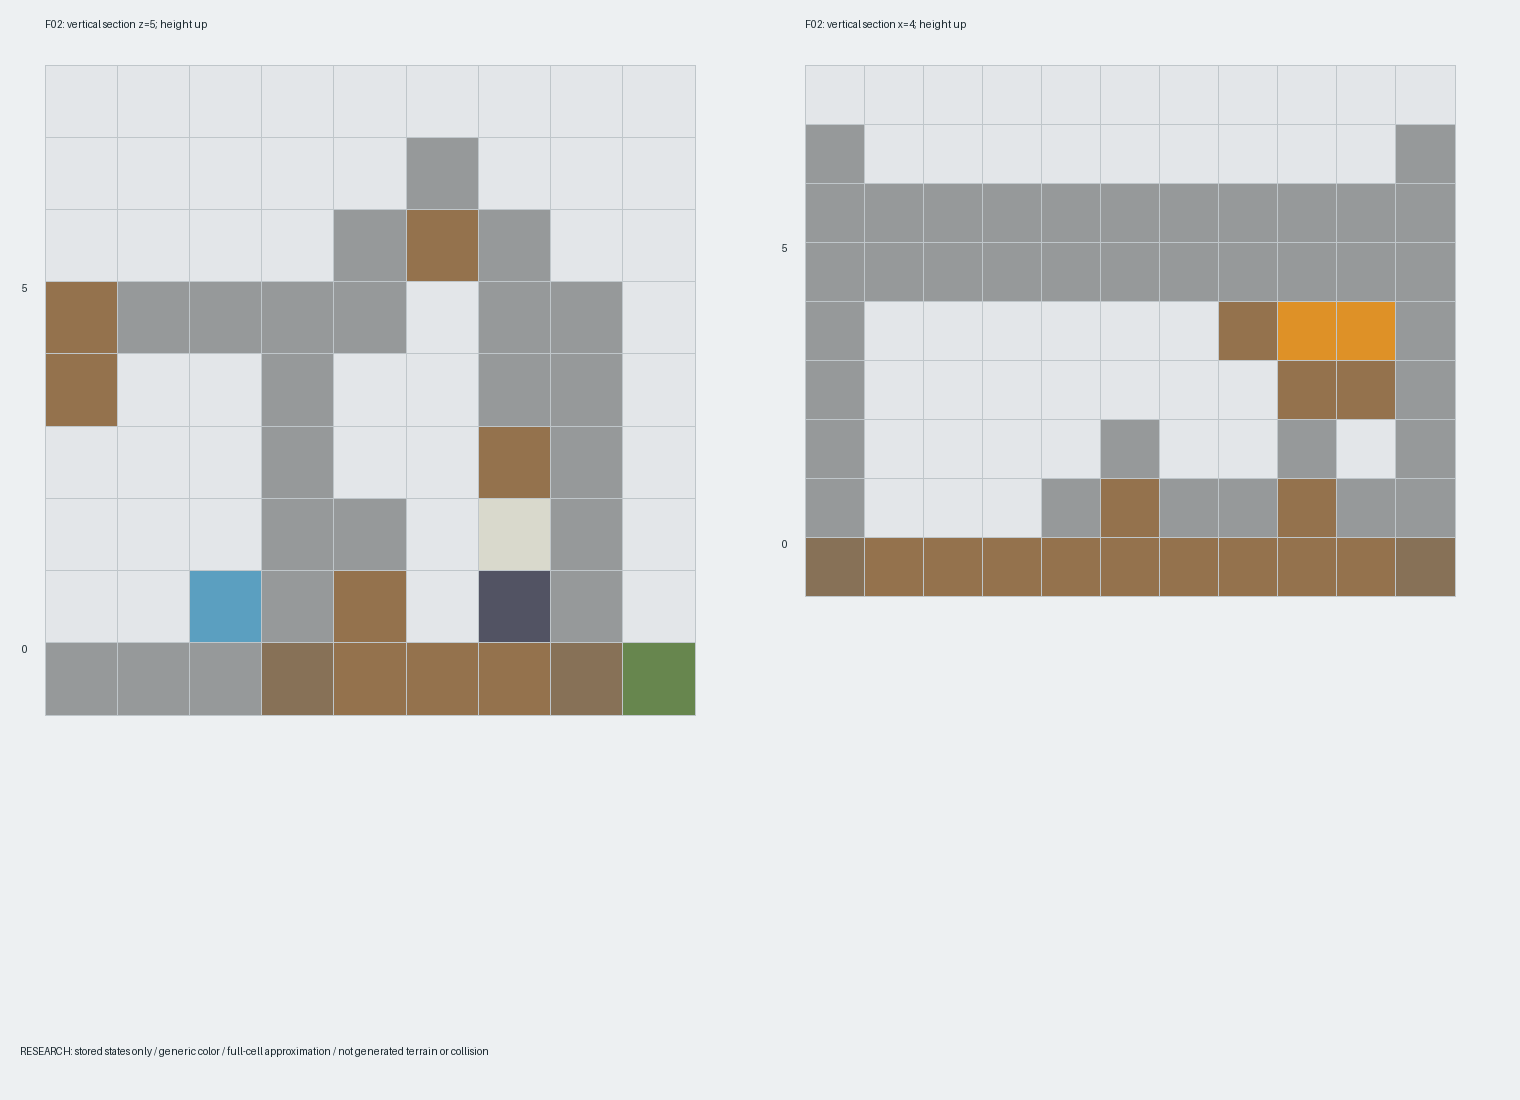 F02: vertical section z=5; height up
F02: vertical section x=4; height up
5
0
5
0
RESEARCH: stored states only / generic color / full-cell approximation / not generated terrain or collision